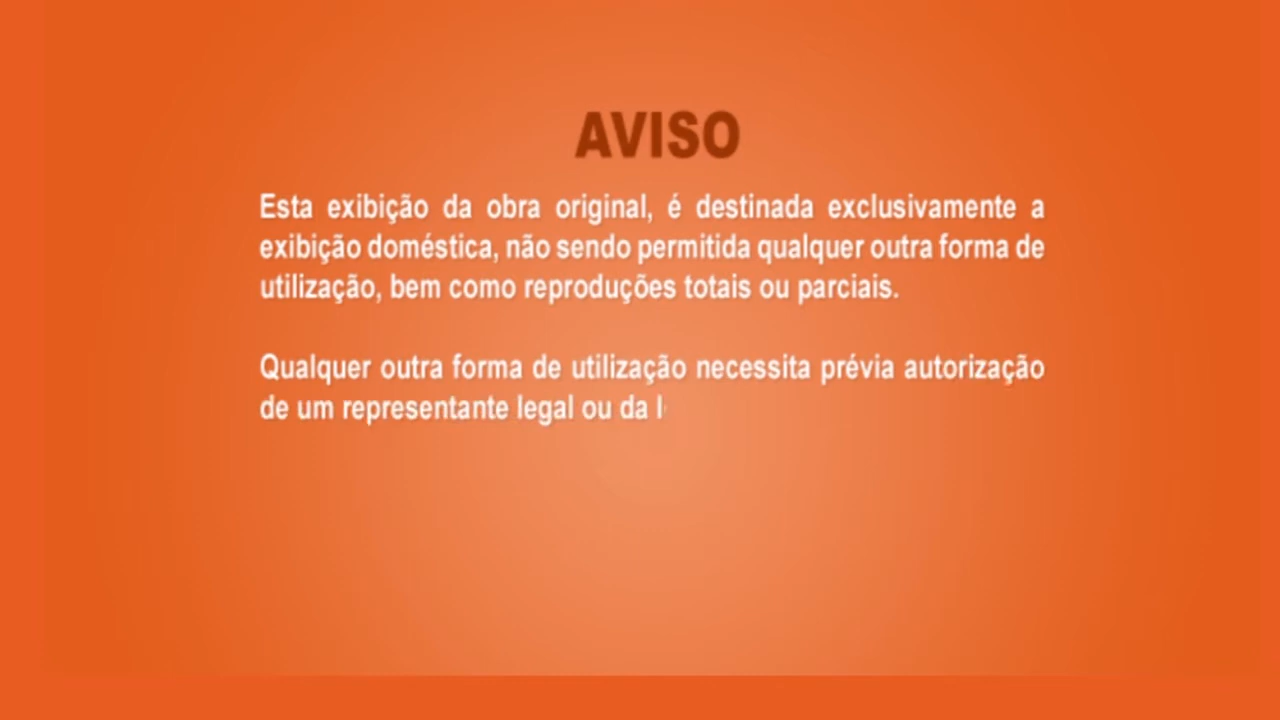 AVISO
Esta exibição da obra original, é destinada exclusivamente a
exibição doméstica, não sendo permitida qualquer outra forma de
utilização, bem como reproduções totais ou parciais.
Qualquer outra forma de utilização necessita prévia autorização
de um representante legal ou da l